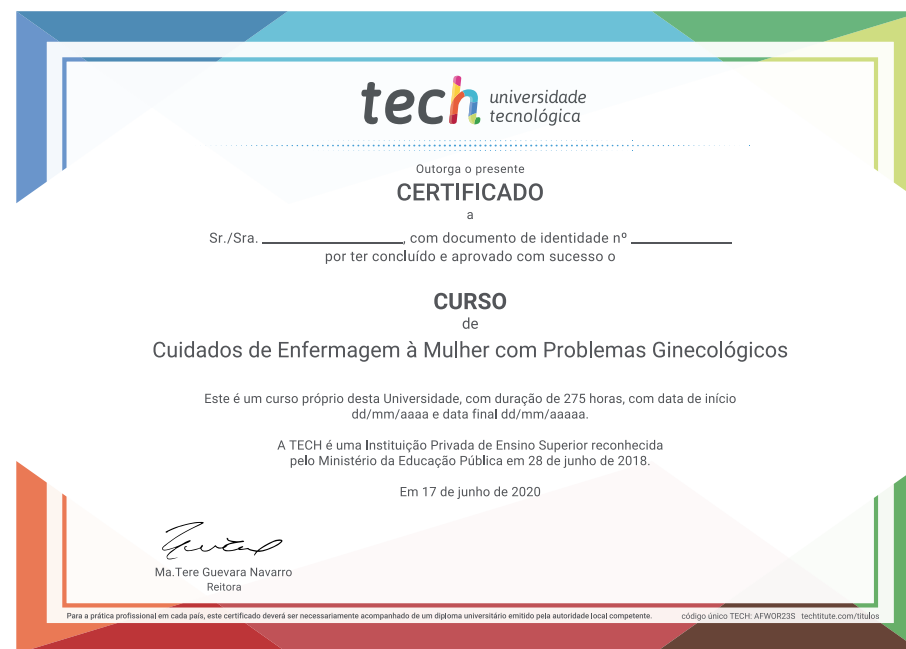 tech universidade
tecnológica
Outorga o presente
CERTIFICADO
a
Sr./Sra. ________________, com documento de identidade nº ____________
por ter concluído e aprovado com sucesso o
CURSO
de
Cuidados de Enfermagem à Mulher com Problemas Ginecológicos
Este é um curso próprio desta Universidade, com duração de 275 horas, com data de início
dd/mm/aaaa e data final dd/mm/aaaaa.
A TECH é uma Instituição Privada de Ensino Superior reconhecida
pelo Ministério da Educação Pública em 28 de junho de 2018.
Em 17 de junho de 2020
Ma.Tere Guevara Navarro
Reitora
Para a prática profissional em cada país, este certificado deverá ser necessariamente acompanhado de um diploma universitário emitido pela autoridade local competente. código único TECH: AFWOR23S techtitute.com/titulos